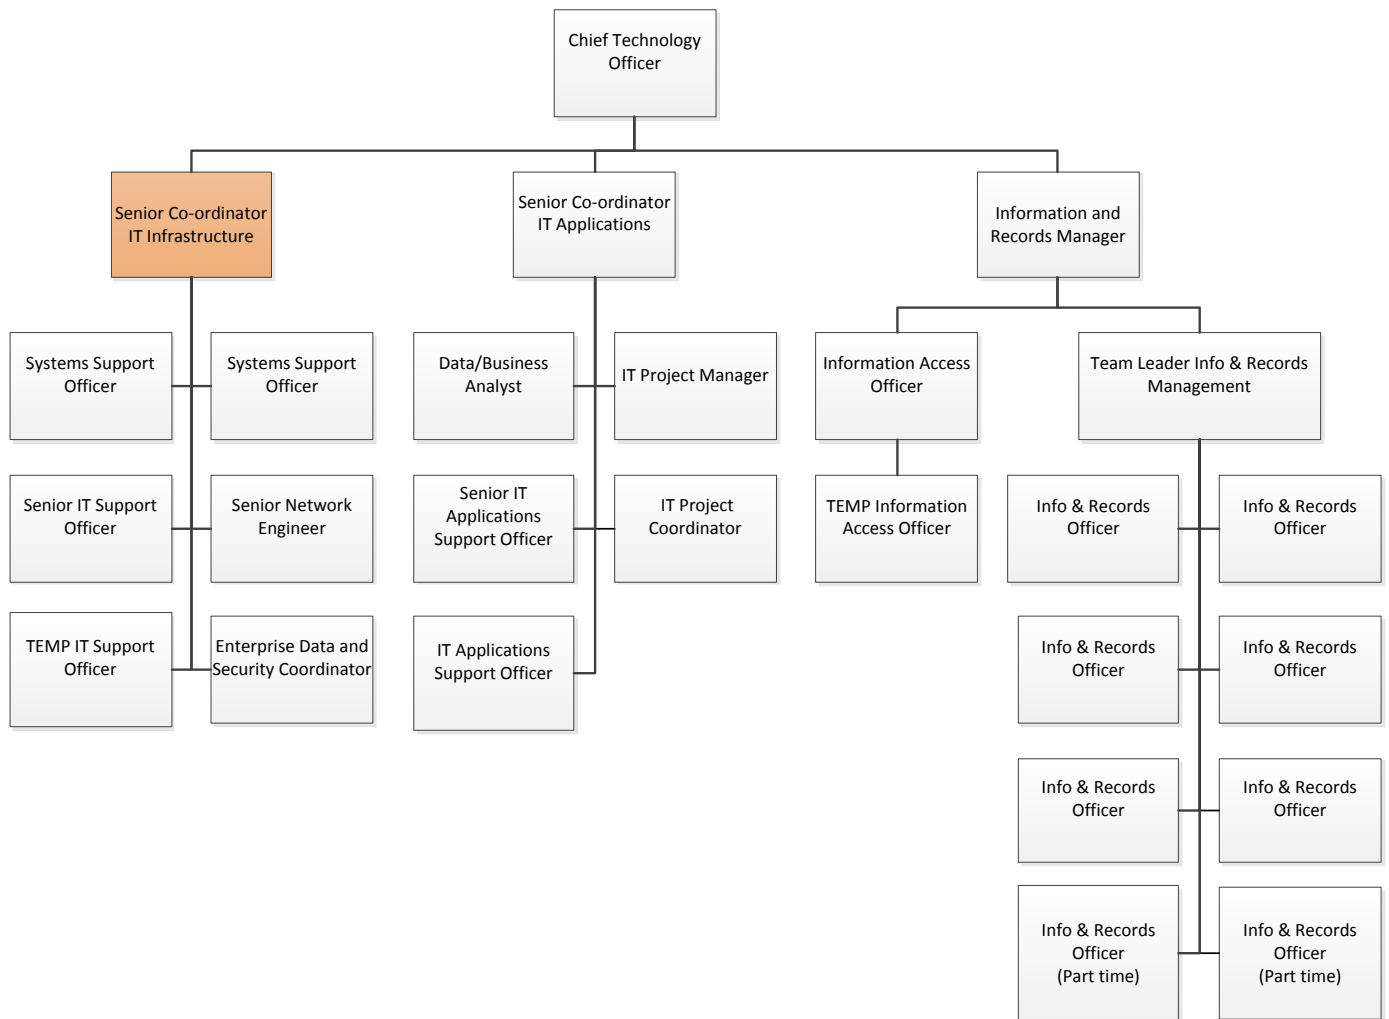 Chief Technology
Officer
Senior Co-ordinator
IT Infrastructure
Senior Co-ordinator
IT Applications
Information and
Records Manager
Systems Support
Officer
Systems Support
Officer
Data/Business
Analyst
IT Project Manager
Information Access
Officer
Team Leader Info & Records
Management
Senior IT Support
Officer
Senior Network
Engineer
Senior IT
Applications
Support Officer
IT Project
Coordinator
TEMP Information
Access Officer
Info & Records
Officer
Info & Records
Officer
TEMP IT Support
Officer
Enterprise Data and
Security Coordinator
IT Applications
Support Officer
Info & Records
Officer
Info & Records
Officer
Info & Records
Officer
Info & Records
Officer
Info & Records
Officer
(Part time)
Info & Records
Officer
(Part time)